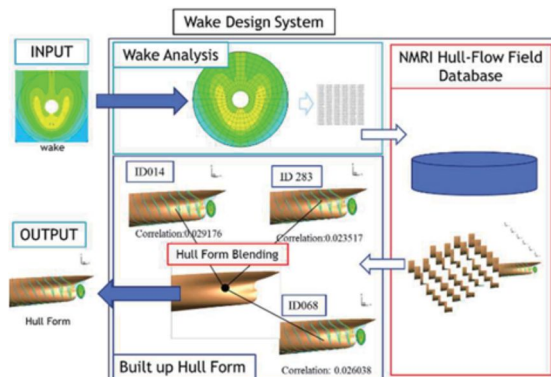 Wake Design System
INPUT
wake
Wake Analysis
NMRI Hull-Flow Field
Database
ID014
ID 283
Correlation:0.029176
Correlation:0.023517
Hull Form Blending
OUTPUT
Hull Form
ID068
Correlation: 0.026038
Built up Hull Form